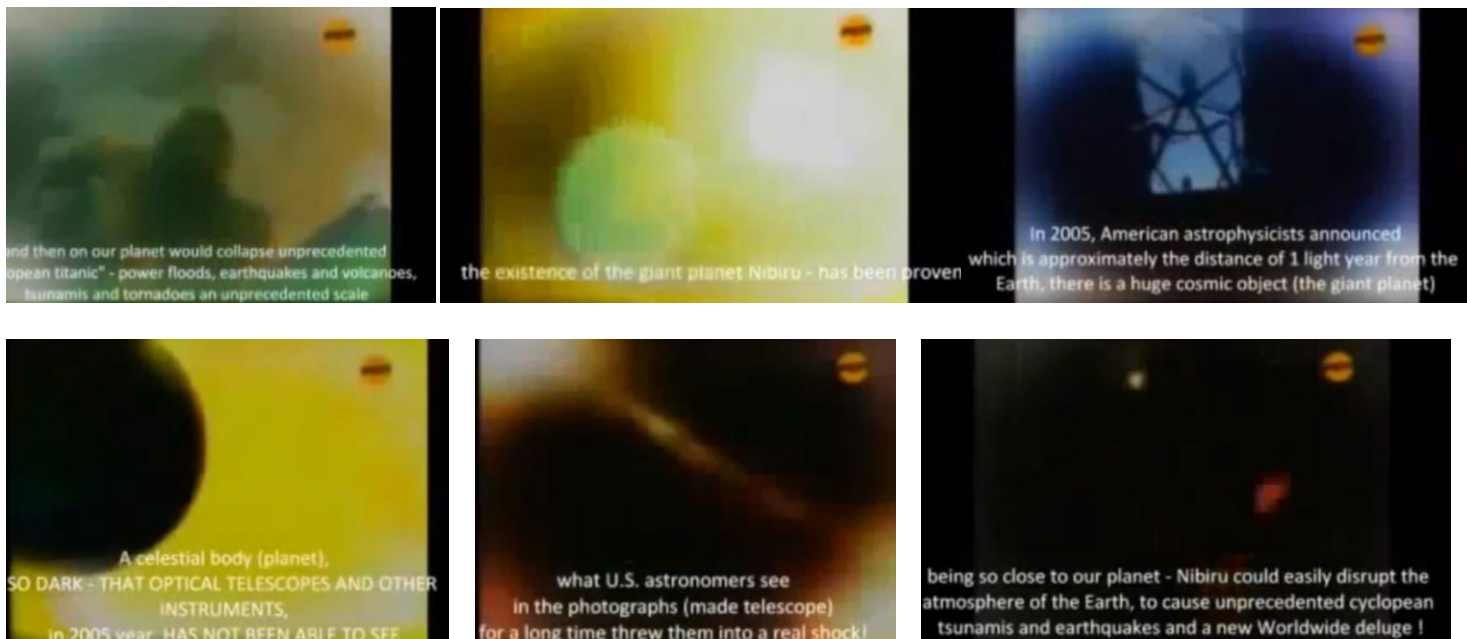 and then on our planet would collapse unprecedented
opean titanic" - power floods, earthquakes and volcanoes,
tsunamis and tornadoes an unprecedented scale
the existence of the giant planet Nibiru - has been proven
In 2005, American astrophysicists announced
which is approximately the distance of 1 light year from the
Earth, there is a huge cosmic object (the giant planet)
A celestial body (planet),
SO DARK - THAT OPTICAL TELESCOPES AND OTHER
INSTRUMENTS,
in 2005 year, HAS NOT BEEN ABLE TO SEE
what U.S. astronomers see
in the photographs (made telescope)
for a long time threw them into a real shock!
being so close to our planet - Nibiru could easily disrupt the
atmosphere of the Earth, to cause unprecedented cyclopean
tsunamis and earthquakes and a new Worldwide deluge !